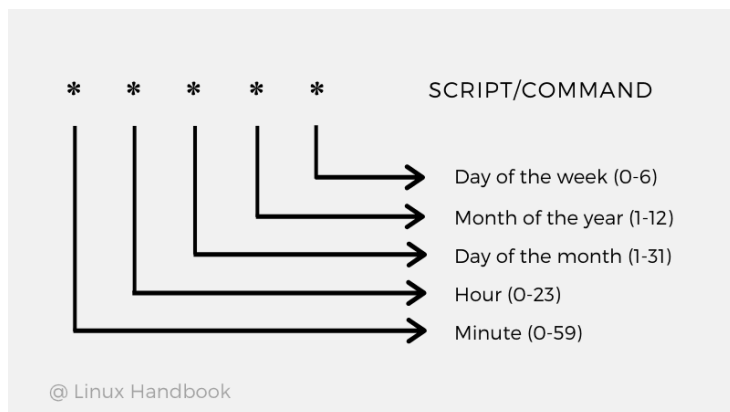 * * * * * SCRIPT/COMMAND
Day of the week (0-6)
Month of the year (1-12)
Day of the month (1-31)
Hour (0-23)
Minute (0-59)
@ Linux Handbook